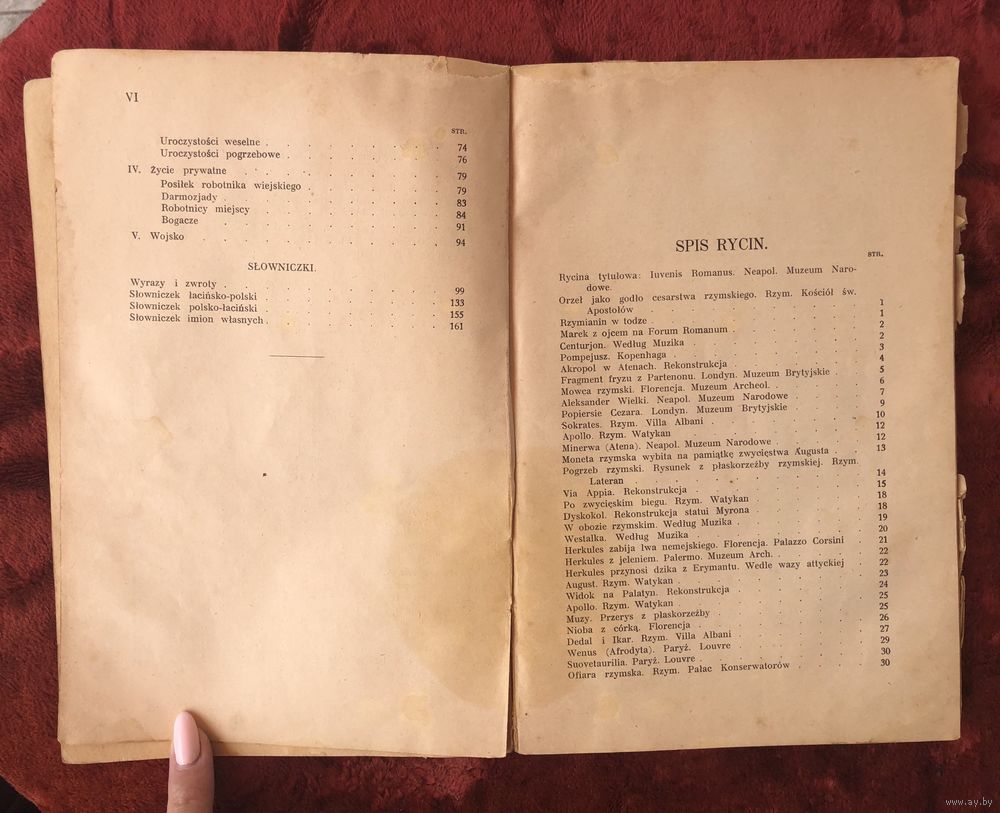 VI
STR.
Uroczystości weselne . . . . . . . . 74
Uroczystości pogrzebowe . . . . . . . . 76
IV. Życie prywatne . . . . . . . . 79
Posiłek robotnika wiejskiego . . . . . . . . 79
Darmozjady . . . . . . . . 83
Robotnicy miejscy . . . . . . . . 84
Bogacze . . . . . . . . 91
V. Wojsko . . . . . . . . 94
SŁOWNICZKI.
Wyrazy i zwroty . . . . . . . . 99
Słowniczek łacińsko-polski . . . . . . . . 133
Słowniczek polsko-łaciński . . . . . . . . 155
Słowniczek imion własnych . . . . . . . . 161
SPIS RYCIN.
STR.
Rycina tytułowa: Iuvenis Romanus. Neapol. Muzeum Naro-
dowe.
Orzeł jako godło cesarstwa rzymskiego. Rzym. Kościół św.
Apostołów . . . . . . . . 1
Rzymianin w todze . . . . . . . . 1
Marek z ojcem na Forum Romanum . . . . . . . . 2
Centurjon. Według Muzika . . . . . . . . 2
Pompejusz. Kopenhaga . . . . . . . . 3
Akropol w Atenach. Rekonstrukcja . . . . . . . . 4
Fragment fryzu z Partenonu. Londyn. Muzeum Brytyjskie . . 5
Mowca rzymski. Florencja. Muzeum Archeol. . . . . . 6
Aleksander Wielki. Neapol. Muzeum Narodowe . . . . . 7
Popiersie Cezara. Londyn. Muzeum Brytyjskie . . . . . 9
Sokrates. Rzym. Villa Albani . . . . . . . . 10
Apollo. Rzym. Watykan . . . . . . . . 12
Minerwa (Atena). Neapol. Muzeum Narodowe . . . . . 12
Moneta rzymska wybita na pamiątkę zwycięstwa Augusta . . 13
Pogrzeb rzymski. Rysunek z płaskorzeźby rzymskiej. Rzym.
Lateran . . . . . . . . 14
Via Appia. Rekonstrukcja . . . . . . . . 15
Po zwycięskim biegu. Rzym. Watykan . . . . . . 18
Dyskokol. Rekonstrukcja statui Myrona . . . . . . 18
W obozie rzymskim. Według Muzika . . . . . . 19
Westalka. Według Muzika . . . . . . . . 20
Herkules zabija lwa nemejskiego. Florencja. Palazzo Corsini . 21
Herkules z jeleniem. Palermo. Muzeum Arch. . . . . . 22
Herkules przynosi dzika z Erymantu. Wedle wazy attyckiej . 22
August. Rzym. Watykan . . . . . . . . 23
Widok na Palatyn. Rekonstrukcja . . . . . . . . 24
Apollo. Rzym. Watykan . . . . . . . . 25
Muzy. Przerys z płaskorzeźby . . . . . . . . 25
Nioba z córką. Florencja . . . . . . . . 26
Dedal i Ikar. Rzym. Villa Albani . . . . . . . . 27
Wenus (Afrodyta). Paryż. Louvre . . . . . . . . 29
Suovetaurilia. Paryż. Louvre . . . . . . . . 30
Ofiara rzymska. Rzym. Pałac Konserwatorów . . . . . 30
www.ay.by